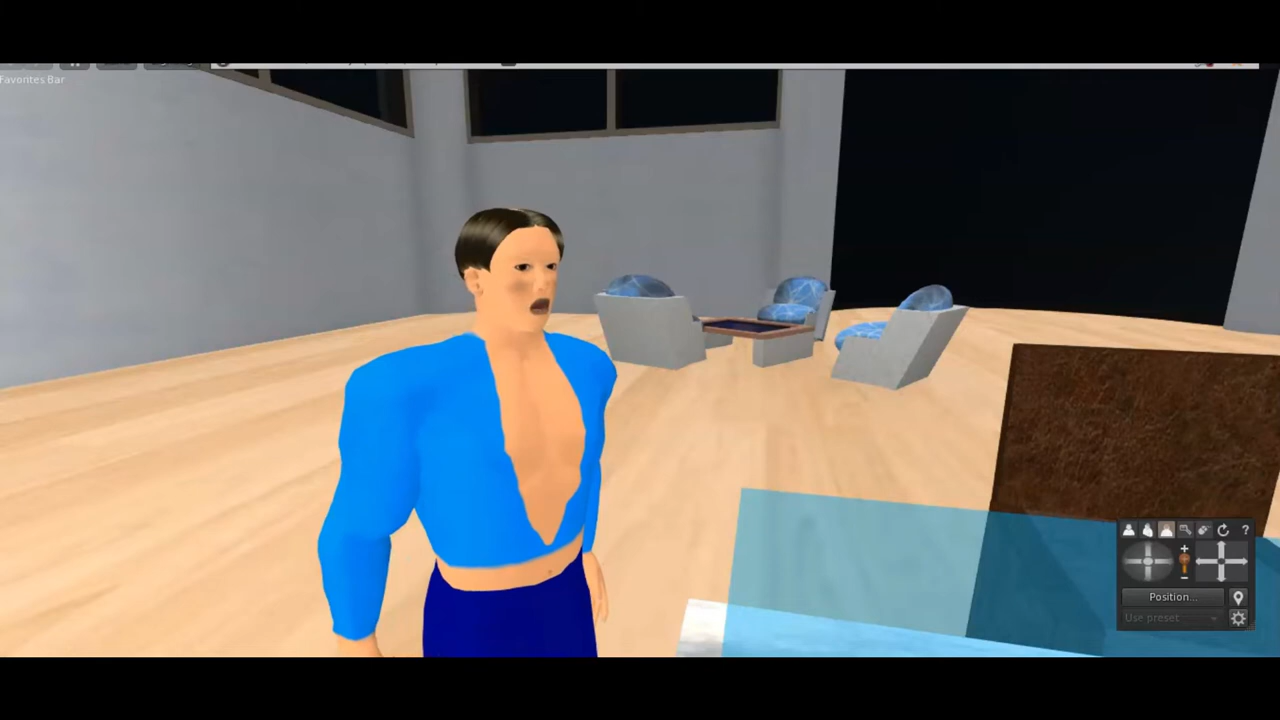 Favorites Bar
?
+
Position...
Use preset